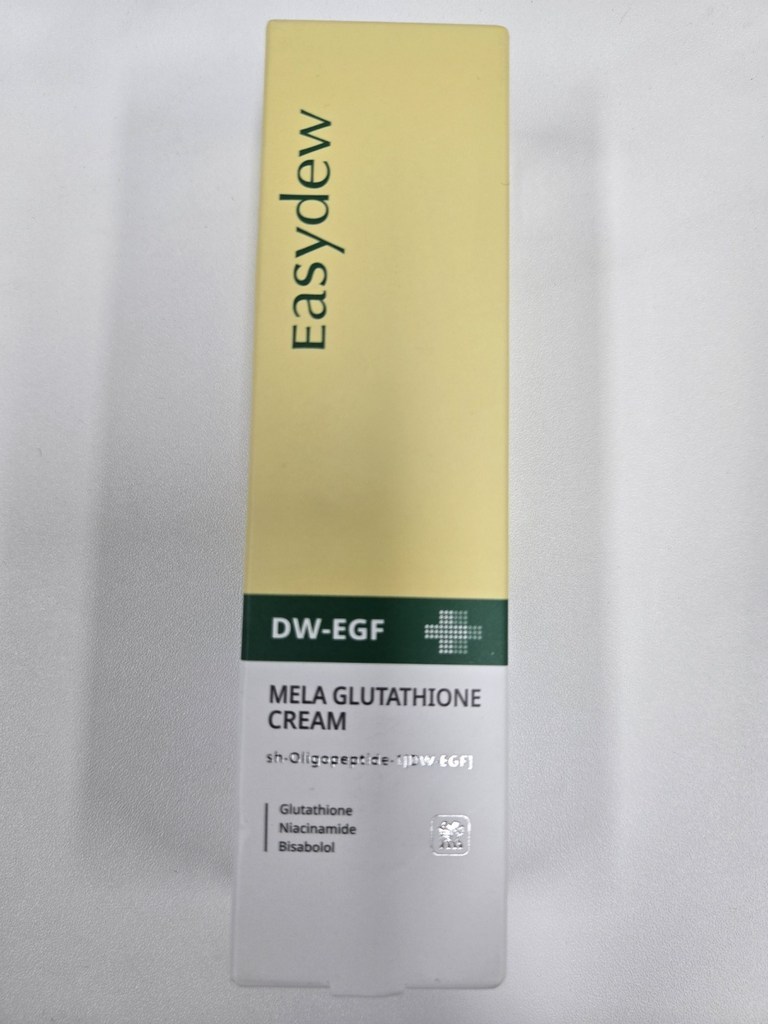 Easydew
DW-EGF
MELA GLUTATHIONE
CREAM
sh-Oligopeptide-1[DW EGF]
Glutathione
Niacinamide
Bisabolol